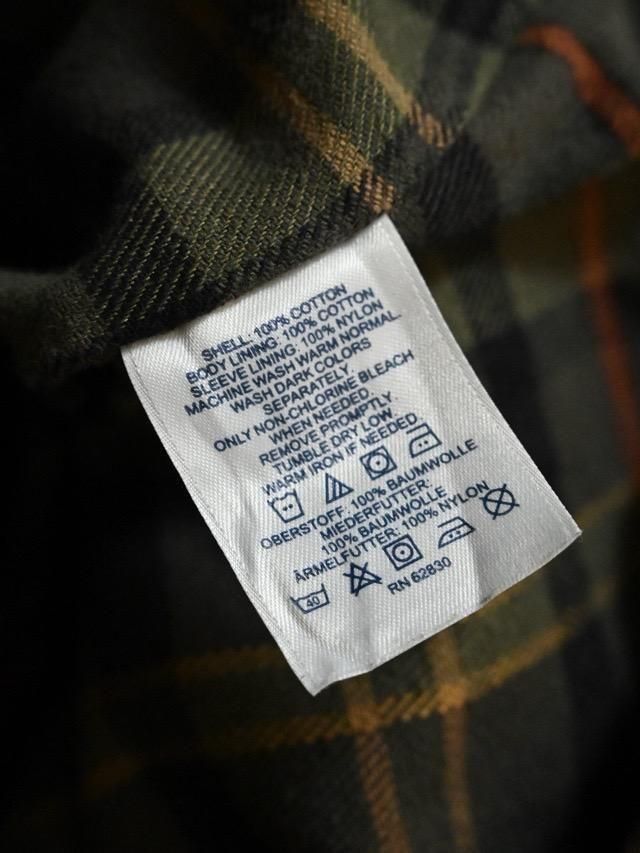 SHELL: 100% COTTON
BODY LINING: 100% COTTON
SLEEVE LINING: 100% NYLON
MACHINE WASH WARM NORMAL.
WASH DARK COLORS
SEPARATELY
ONLY NON-CHLORINE BLEACH
WHEN NEEDED.
REMOVE PROMPTLY.
TUMBLE DRY LOW
WARM IRON IF NEEDED.
OBERSTOFF: 100% BAUMWOLLE
MIEDERFUTTER:
100% BAUMWOLLE
ÄRMELFUTTER: 100% NYLON
40
RN 62830